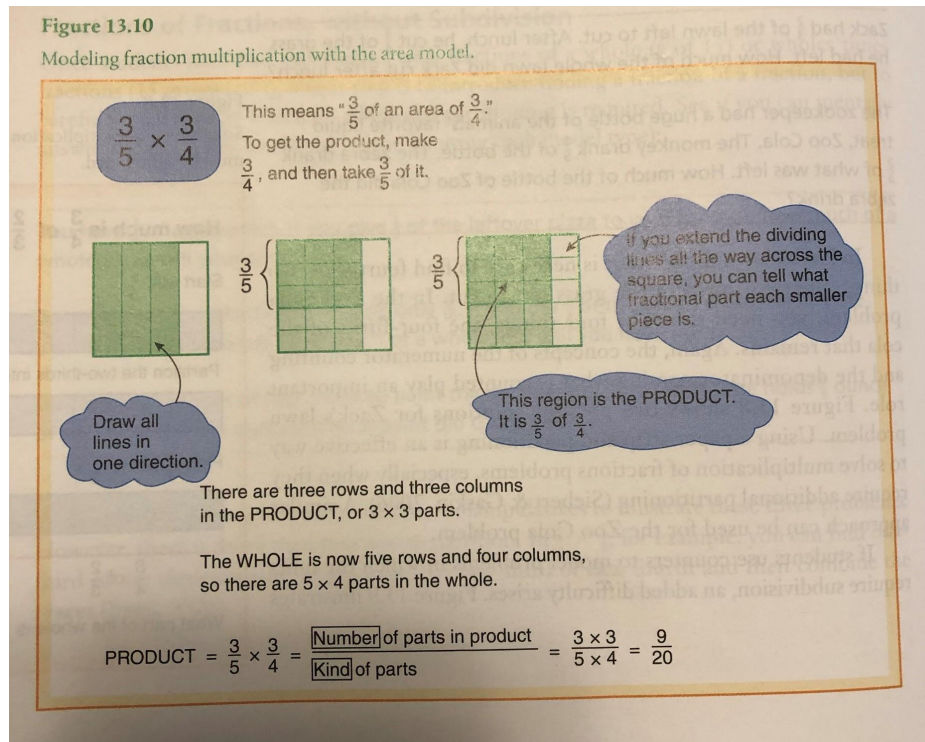 Figure 13.10
Modeling fraction multiplication with the area model.
3/5 × 3/4
This means "3/5 of an area of 3/4."
To get the product, make
3/4, and then take 3/5 of it.
3/5
3/5
If you extend the dividing
lines all the way across the
square, you can tell what
fractional part each smaller
piece is.
Draw all
lines in
one direction.
This region is the PRODUCT.
It is 3/5 of 3/4.
There are three rows and three columns
in the PRODUCT, or 3 x 3 parts.
The WHOLE is now five rows and four columns,
so there are 5 x 4 parts in the whole.
PRODUCT = 3/5 × 3/4 = Number of parts in product / Kind of parts = 3 x 3 / 5 x 4 = 9/20